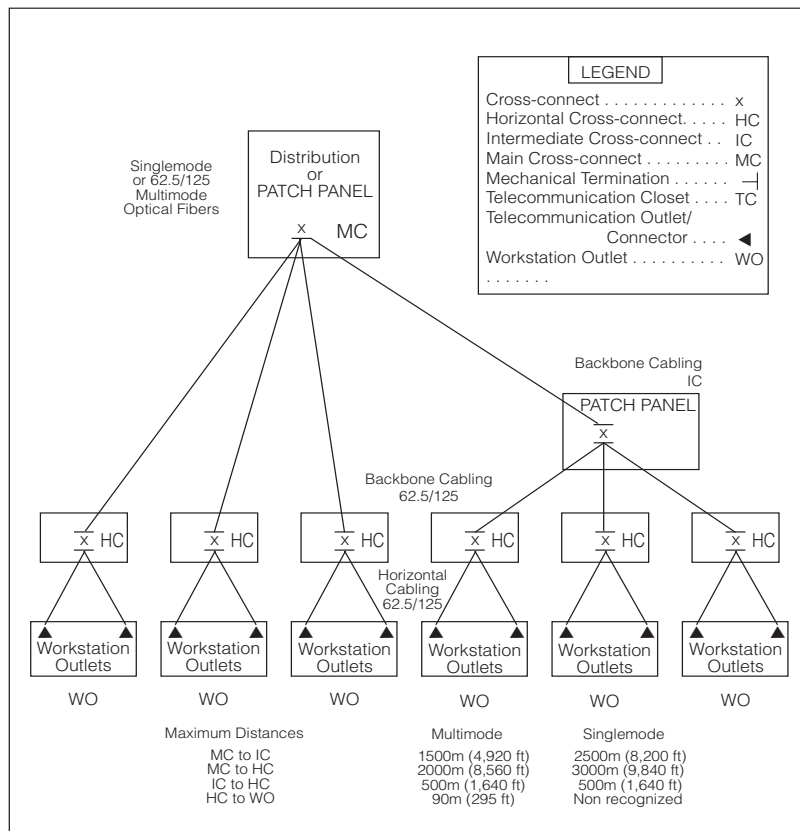 LEGEND
Cross-connect . . . . . . . . . . . . . x
Horizontal Cross-connect. . . . HC
Intermediate Cross-connect . . IC
Main Cross-connect . . . . . . . . . MC
Mechanical Termination . . . . . .
Telecommunication Closet . . . . TC
Telecommunication Outlet/
Connector . . . . ◄
Workstation Outlet . . . . . . . . . . WO
. . . . . . .
Singlemode
or 62.5/125
Multimode
Optical Fibers
Distribution
or
PATCH PANEL
x MC
Backbone Cabling
IC
PATCH PANEL
x
Backbone Cabling
62.5/125
x HC
x HC
x HC
x HC
x HC
x HC
Horizontal
Cabling
62.5/125
Workstation
Outlets
Workstation
Outlets
Workstation
Outlets
Workstation
Outlets
Workstation
Outlets
Workstation
Outlets
WO
WO
WO
WO
WO
WO
Maximum Distances Multimode Singlemode
MC to IC 1500m (4,920 ft) 2500m (8,200 ft)
MC to HC 2000m (8,560 ft) 3000m (9,840 ft)
IC to HC 500m (1,640 ft) 500m (1,640 ft)
HC to WO 90m (295 ft) Non recognized